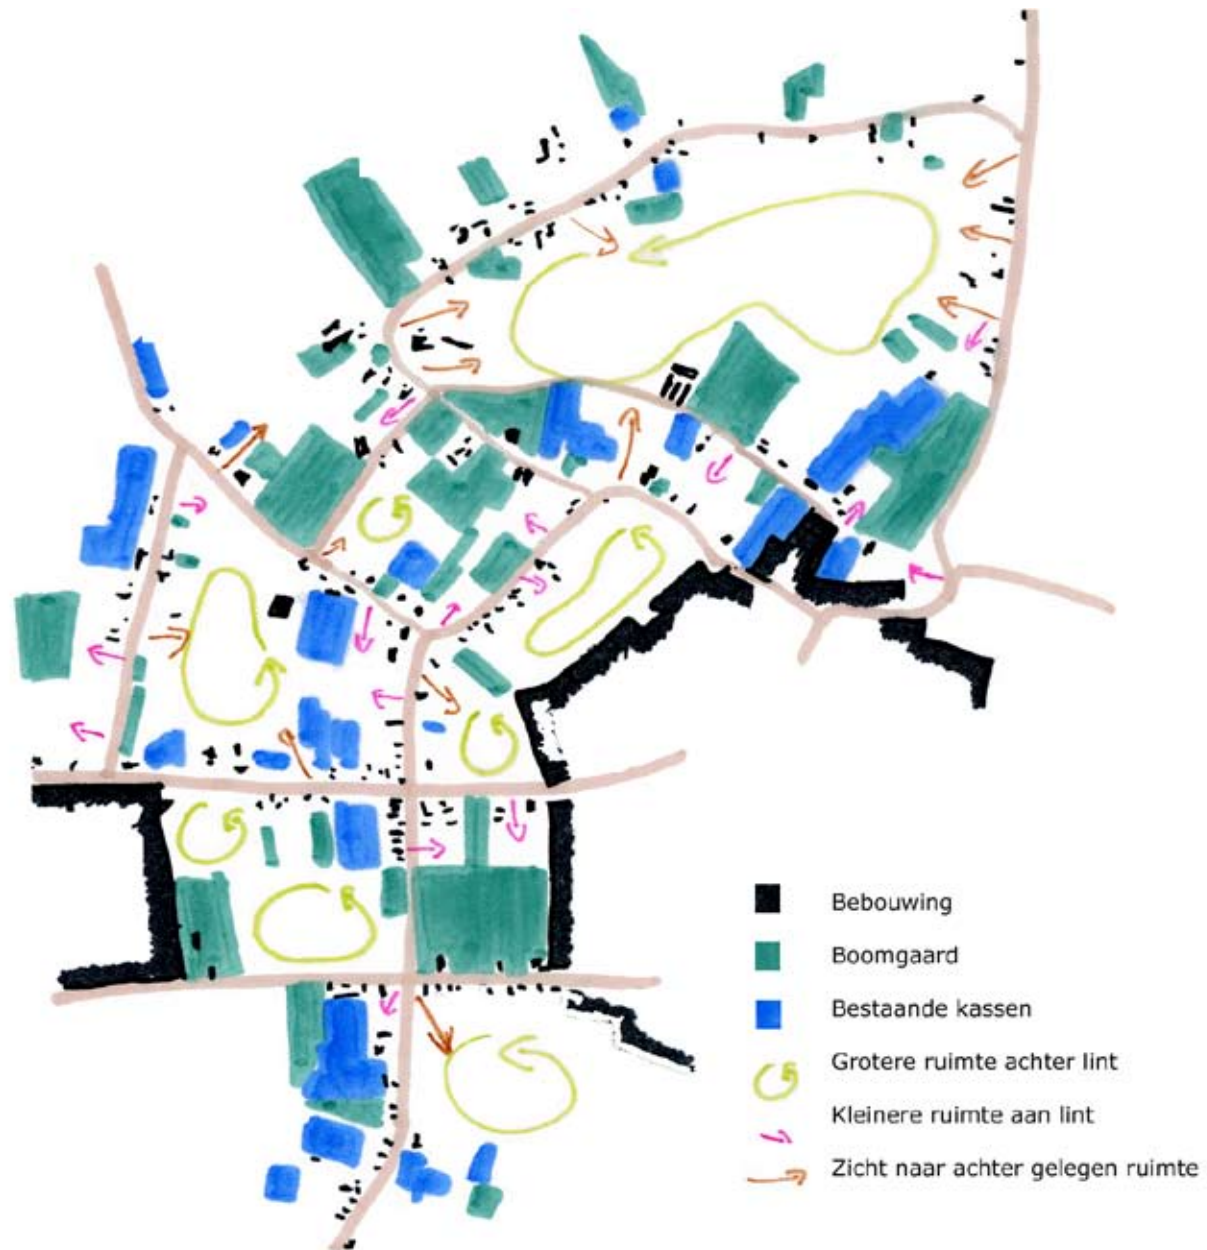 Bebouwing
Boomgaard
Bestaande kassen
Grotere ruimte achter lint
Kleinere ruimte aan lint
Zicht naar achter gelegen ruimte